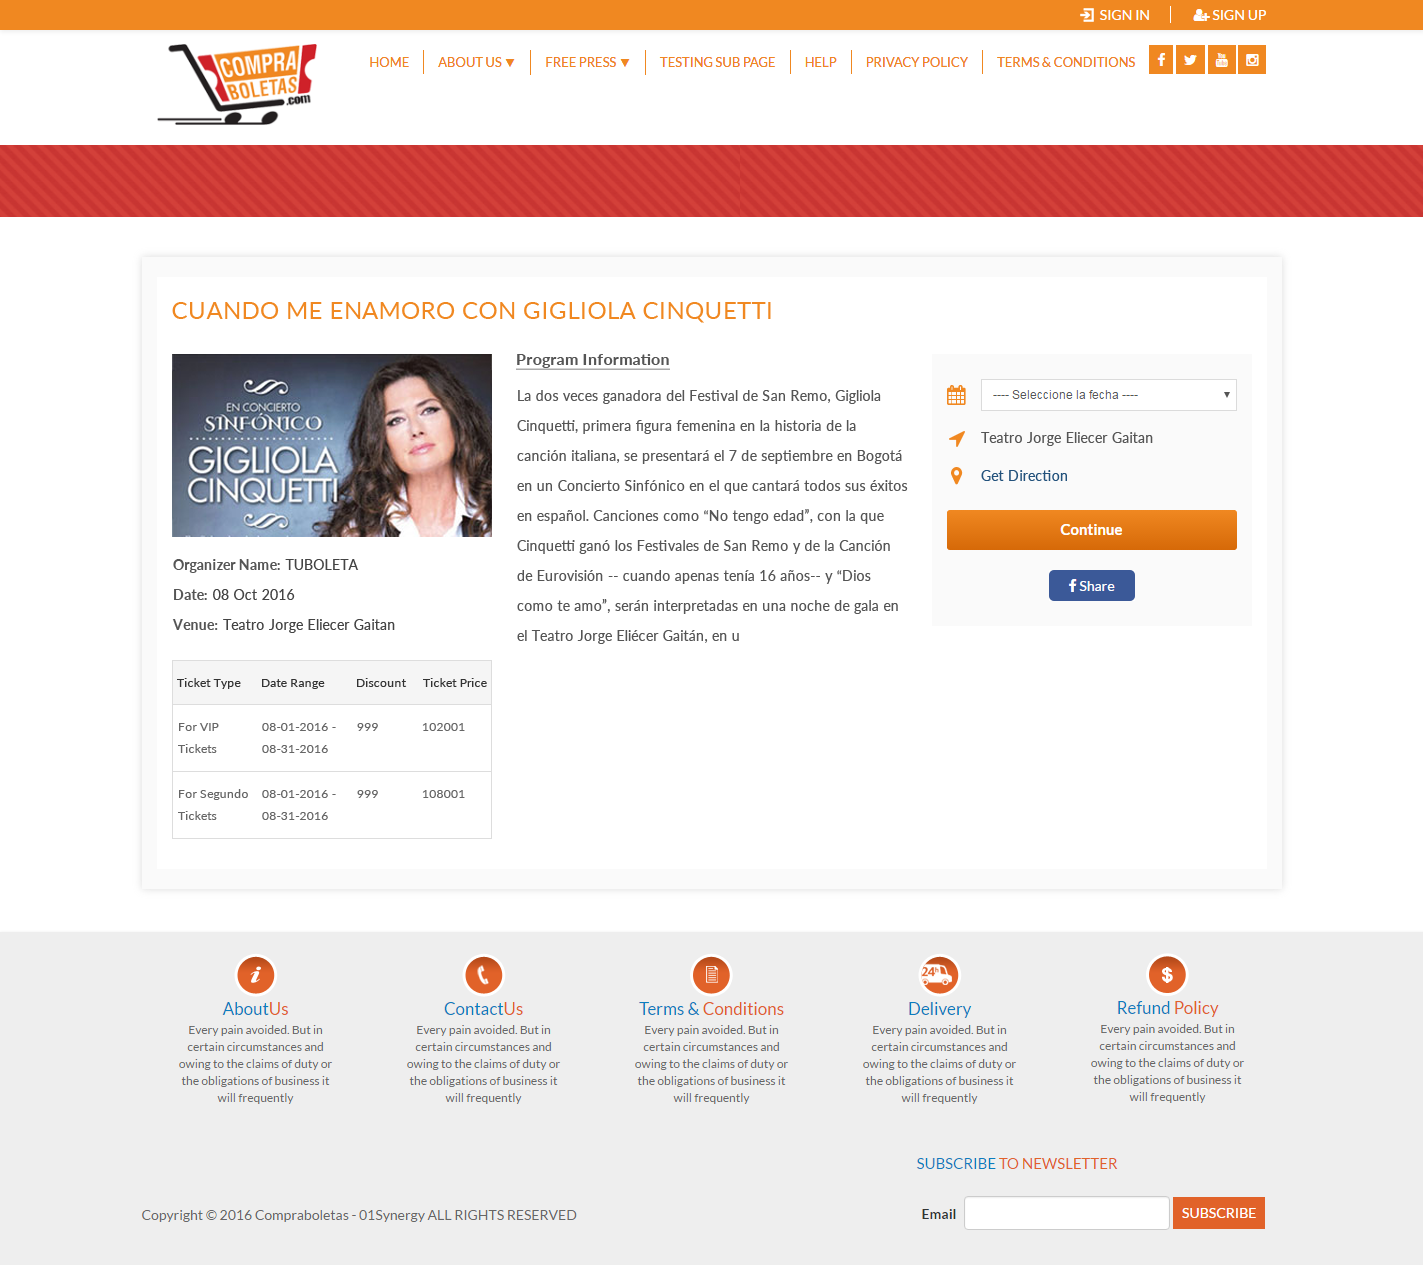 SIGN IN
SIGN UP
COMPRA
BOLETAS
.com
HOME
ABOUT US ▼
FREE PRESS ▼
TESTING SUB PAGE
HELP
PRIVACY POLICY
TERMS & CONDITIONS
CUANDO ME ENAMORO CON GIGLIOLA CINQUETTI
EN CONCIERTO
SINFÓNICO
GIGLIOLA
CINQUETTI
Organizer Name: TUBOLETA
Date: 08 Oct 2016
Venue: Teatro Jorge Eliecer Gaitan
Ticket Type Date Range Discount Ticket Price
For VIP 08-01-2016 - 999 102001
Tickets 08-31-2016
For Segundo 08-01-2016 - 999 108001
Tickets 08-31-2016
Program Information
La dos veces ganadora del Festival de San Remo, Gigliola
Cinquetti, primera figura femenina en la historia de la
canción italiana, se presentará el 7 de septiembre en Bogotá
en un Concierto Sinfónico en el que cantará todos sus éxitos
en español. Canciones como “No tengo edad”, con la que
Cinquetti ganó los Festivales de San Remo y de la Canción
de Eurovisión -- cuando apenas tenía 16 años-- y “Dios
como te amo”, serán interpretadas en una noche de gala en
el Teatro Jorge Eliécer Gaitán, en u
---- Seleccione la fecha ----
Teatro Jorge Eliecer Gaitan
Get Direction
Continue
Share
AboutUs
Every pain avoided. But in
certain circumstances and
owing to the claims of duty or
the obligations of business it
will frequently
ContactUs
Every pain avoided. But in
certain circumstances and
owing to the claims of duty or
the obligations of business it
will frequently
Terms & Conditions
Every pain avoided. But in
certain circumstances and
owing to the claims of duty or
the obligations of business it
will frequently
24h
Delivery
Every pain avoided. But in
certain circumstances and
owing to the claims of duty or
the obligations of business it
will frequently
$
Refund Policy
Every pain avoided. But in
certain circumstances and
owing to the claims of duty or
the obligations of business it
will frequently
SUBSCRIBE TO NEWSLETTER
Email
SUBSCRIBE
Copyright © 2016 Compraboletas - 01Synergy ALL RIGHTS RESERVED